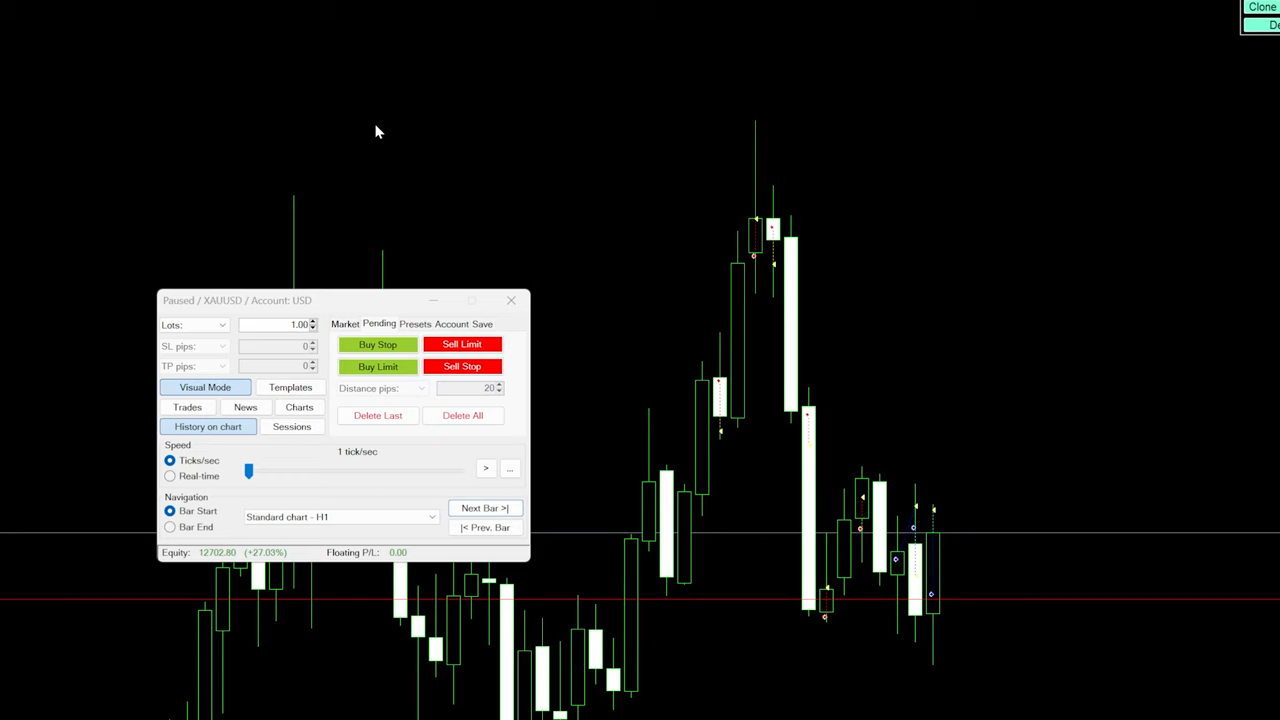 Clone
De
Paused / XAUUSD / Account: USD
Lots: 1.00 Market Pending Presets Account Save
SL pips: 0 Buy Stop Sell Limit
TP pips: 0 Buy Limit Sell Stop
Visual Mode Templates Distance pips: 20
Trades News Charts Delete Last Delete All
History on chart Sessions
Speed
Ticks/sec 1 tick/sec
Real-time > ...
Navigation
Bar Start Standard chart - H1 Next Bar >|
Bar End |< Prev. Bar
Equity: 12702.80 (+27.03%) Floating P/L: 0.00